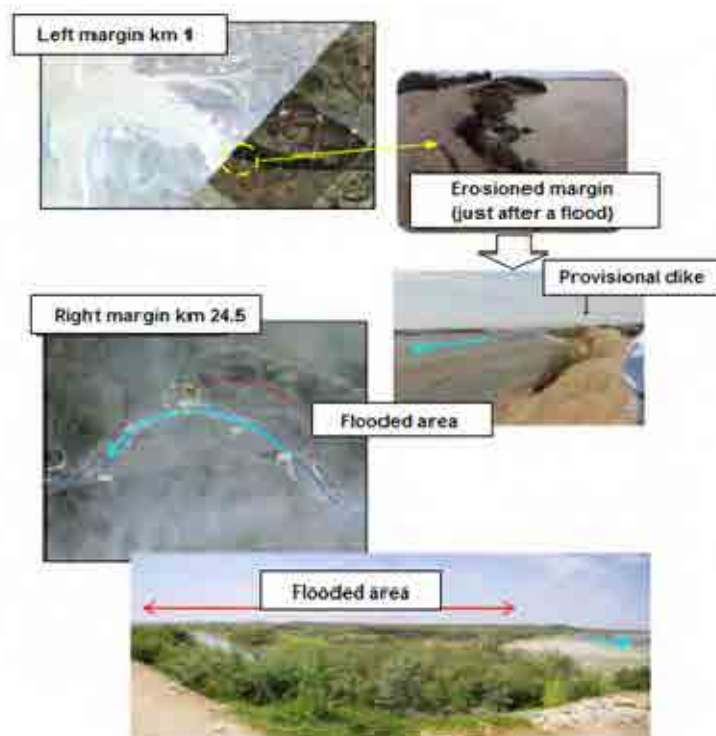 Left margin km 1
Erosioned margin
(just after a flood)
Provisional dike
Right margin km 24.5
Flooded area
Flooded area